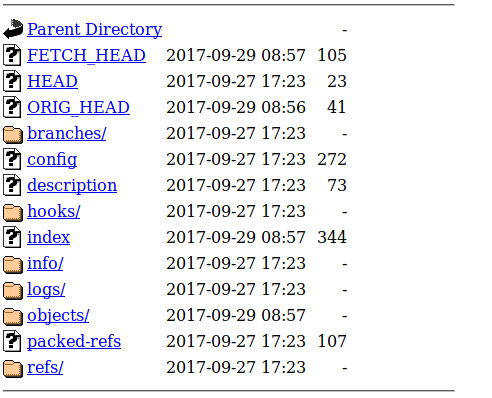 Parent Directory -
FETCH_HEAD 2017-09-29 08:57 105
HEAD 2017-09-27 17:23 23
ORIG_HEAD 2017-09-29 08:56 41
branches/ 2017-09-27 17:23 -
config 2017-09-27 17:23 272
description 2017-09-27 17:23 73
hooks/ 2017-09-27 17:23 -
index 2017-09-29 08:57 344
info/ 2017-09-27 17:23 -
logs/ 2017-09-27 17:23 -
objects/ 2017-09-29 08:57 -
packed-refs 2017-09-27 17:23 107
refs/ 2017-09-27 17:23 -